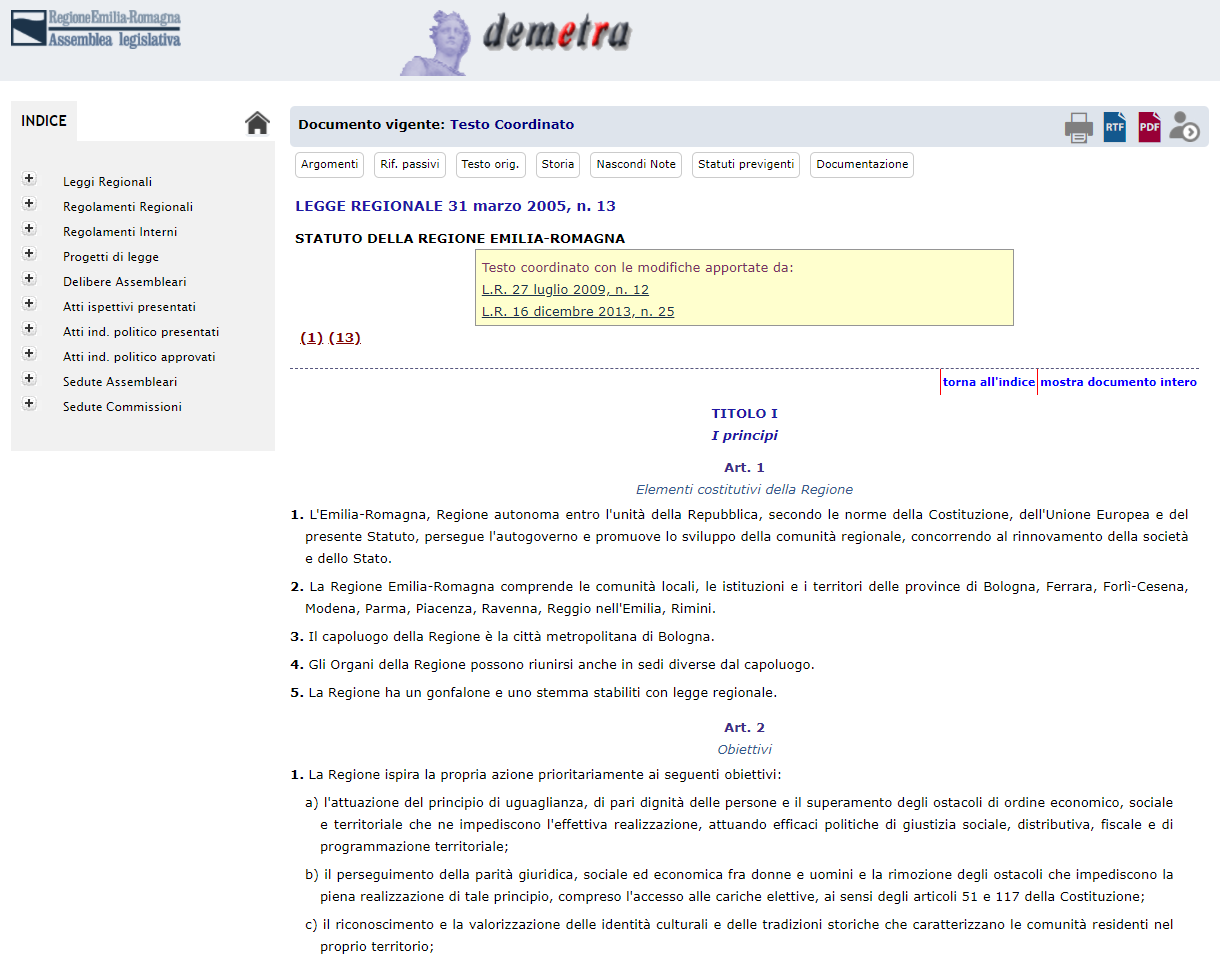 RegioneEmilia-Romagna
Assemblea legislativa
demetra
INDICE
Leggi Regionali
Regolamenti Regionali
Regolamenti Interni
Progetti di legge
Delibere Assembleari
Atti ispettivi presentati
Atti ind. politico presentati
Atti ind. politico approvati
Sedute Assembleari
Sedute Commissioni
Documento vigente: Testo Coordinato
RTF
PDF
Argomenti Rif. passivi Testo orig. Storia Nascondi Note Statuti previgenti Documentazione
LEGGE REGIONALE 31 marzo 2005, n. 13
STATUTO DELLA REGIONE EMILIA-ROMAGNA
Testo coordinato con le modifiche apportate da:
L.R. 27 luglio 2009, n. 12
L.R. 16 dicembre 2013, n. 25
(1) (13)
torna all'indice mostra documento intero
TITOLO I
I principi
Art. 1
Elementi costitutivi della Regione
1. L'Emilia-Romagna, Regione autonoma entro l'unità della Repubblica, secondo le norme della Costituzione, dell'Unione Europea e del
presente Statuto, persegue l'autogoverno e promuove lo sviluppo della comunità regionale, concorrendo al rinnovamento della società
e dello Stato.
2. La Regione Emilia-Romagna comprende le comunità locali, le istituzioni e i territori delle province di Bologna, Ferrara, Forlì-Cesena,
Modena, Parma, Piacenza, Ravenna, Reggio nell'Emilia, Rimini.
3. Il capoluogo della Regione è la città metropolitana di Bologna.
4. Gli Organi della Regione possono riunirsi anche in sedi diverse dal capoluogo.
5. La Regione ha un gonfalone e uno stemma stabiliti con legge regionale.
Art. 2
Obiettivi
1. La Regione ispira la propria azione prioritariamente ai seguenti obiettivi:
a) l'attuazione del principio di uguaglianza, di pari dignità delle persone e il superamento degli ostacoli di ordine economico, sociale
e territoriale che ne impediscono l'effettiva realizzazione, attuando efficaci politiche di giustizia sociale, distributiva, fiscale e di
programmazione territoriale;
b) il perseguimento della parità giuridica, sociale ed economica fra donne e uomini e la rimozione degli ostacoli che impediscono la
piena realizzazione di tale principio, compreso l'accesso alle cariche elettive, ai sensi degli articoli 51 e 117 della Costituzione;
c) il riconoscimento e la valorizzazione delle identità culturali e delle tradizioni storiche che caratterizzano le comunità residenti nel
proprio territorio;